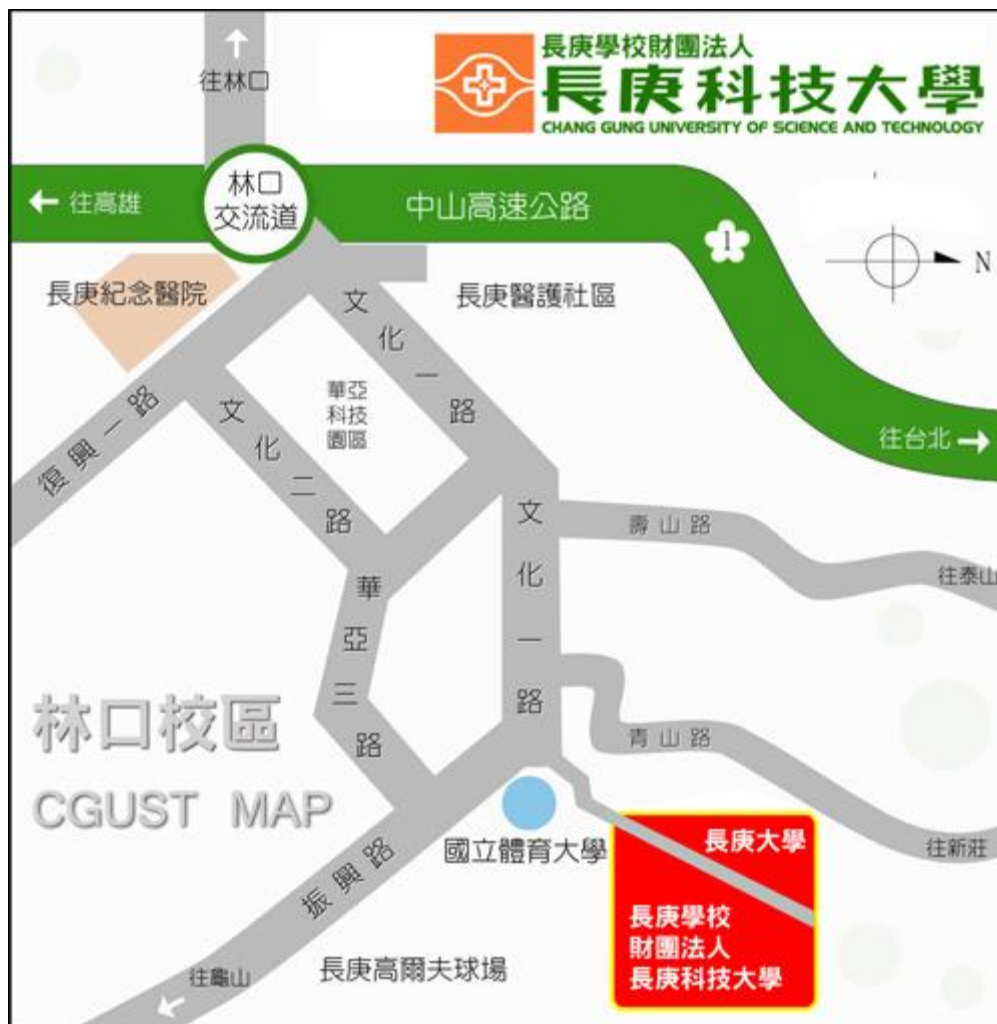 往林口
長庚學校財團法人
長庚科技大學
CHANG GUNG UNIVERSITY OF SCIENCE AND TECHNOLOGY
往高雄
林口
交流道
中山高速公路
1
N
長庚紀念醫院
長庚醫護社區
文化一路
華亞
科技
園區
復興一路
文化二路
往台北
文化一路
壽山路
往泰山
華亞三路
林口校區
CGUST MAP
青山路
往新莊
國立體育大學
長庚大學
振興路
長庚學校
財團法人
長庚科技大學
往龜山
長庚高爾夫球場